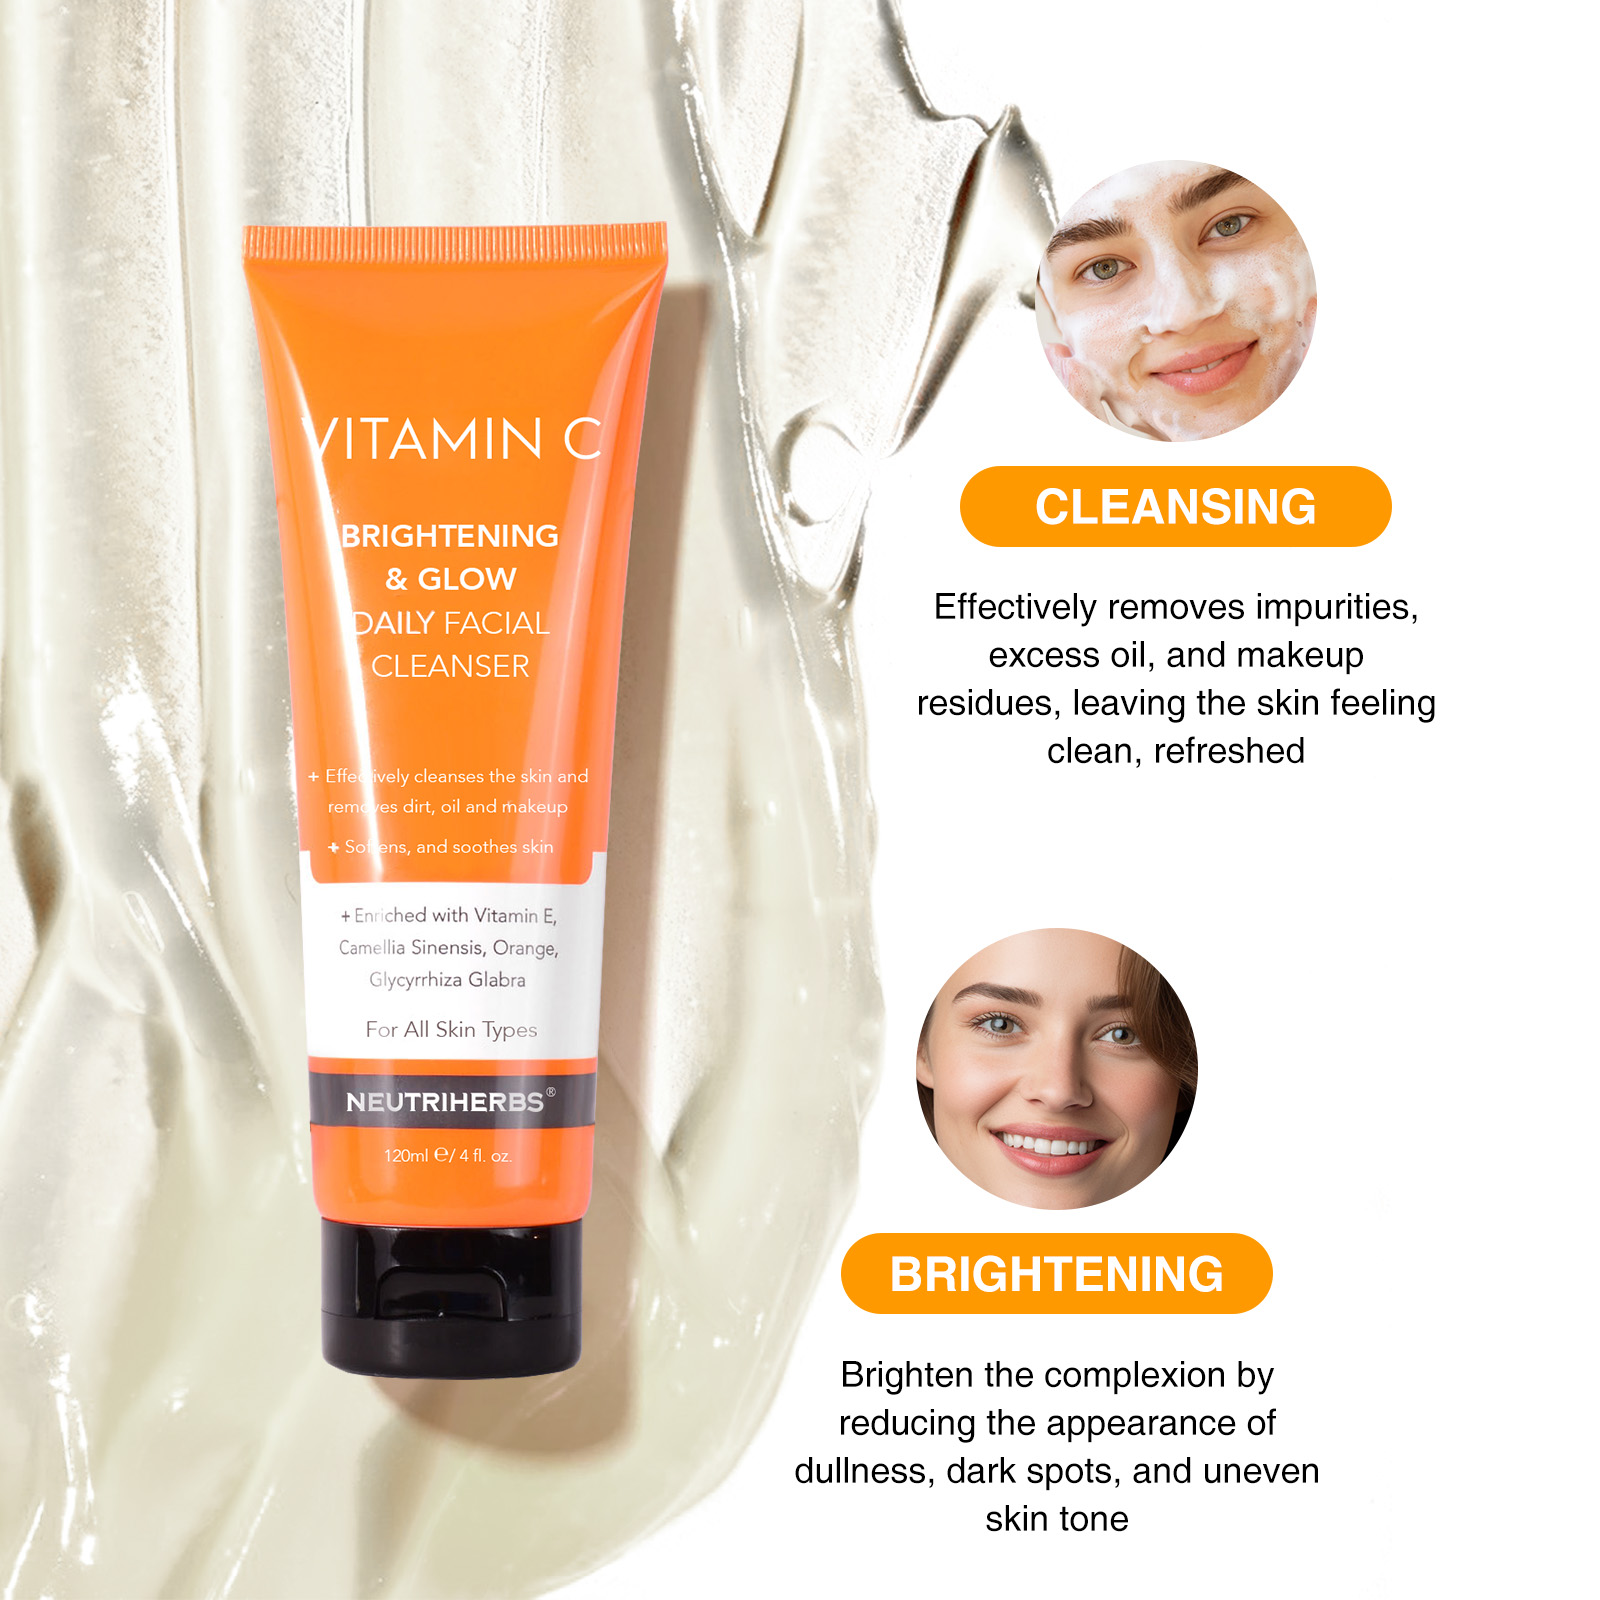 VITAMIN C
BRIGHTENING
& GLOW
DAILY FACIAL
CLEANSER
+ Effectively cleanses the skin and
removes dirt, oil and makeup
+ Softens, and soothes skin
+ Enriched with Vitamin E,
Camellia Sinensis, Orange,
Glycyrrhiza Glabra
For All Skin Types
NEUTRIHERBS®
120ml ℮/ 4 fl. oz.
CLEANSING
Effectively removes impurities,
excess oil, and makeup
residues, leaving the skin feeling
clean, refreshed
BRIGHTENING
Brighten the complexion by
reducing the appearance of
dullness, dark spots, and uneven
skin tone